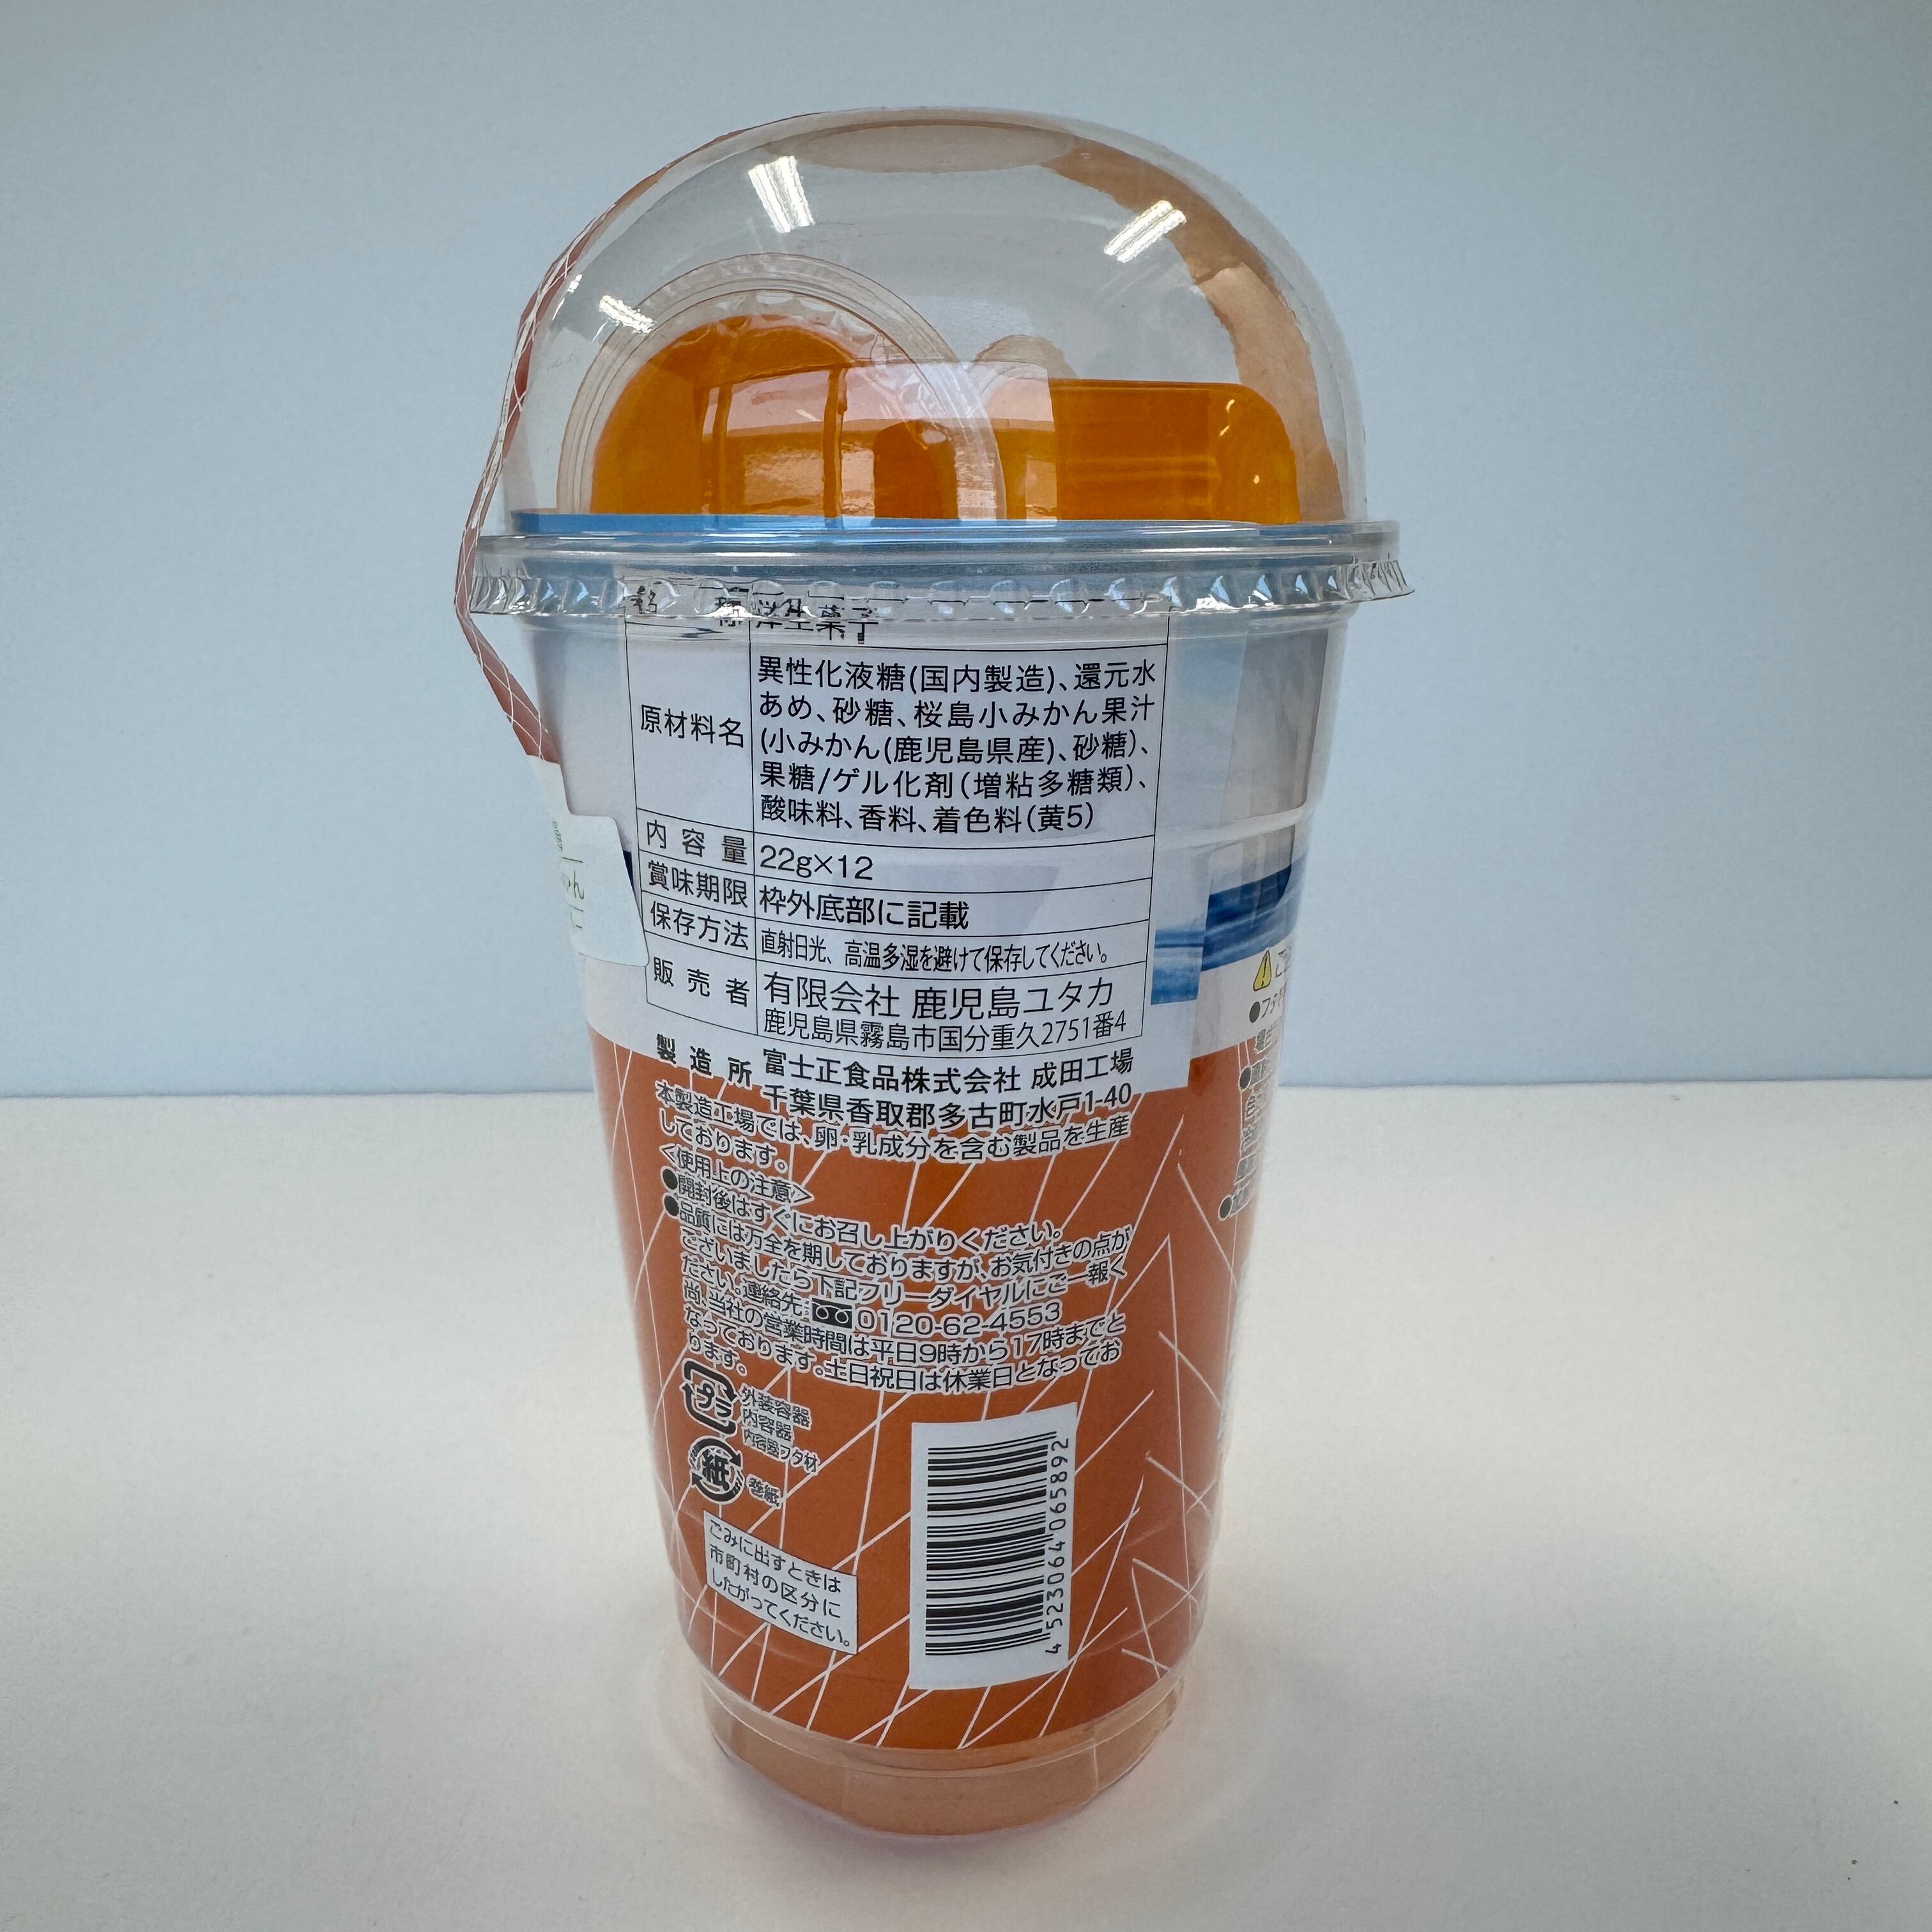 名 称 洋生菓子
原材料名 異性化液糖(国内製造)、還元水
あめ、砂糖、桜島小みかん果汁
(小みかん(鹿児島県産)、砂糖)、
果糖/ゲル化剤(増粘多糖類)、
酸味料、香料、着色料(黄5)
内容量 22g×12
賞味期限 枠外底部に記載
保存方法 直射日光、高温多湿を避けて保存してください。
販売者 有限会社 鹿児島ユタカ
鹿児島県霧島市国分重久2751番4
製造所 富士正食品株式会社 成田工場
千葉県香取郡多古町水戸1-40
本製造工場では、卵・乳成分を含む製品を生産
しております。
<使用上の注意>
●開封後はすぐにお召し上がりください。
●品質には万全を期しておりますが、お気付きの点が
ございましたら下記フリーダイヤルにご一報く
ださい。連絡先:0120-62-4553
尚、当社の営業時間は平日9時から17時までと
なっております。土日祝日は休業日となってお
ります。
プラ 外装容器
内容器
内容器フタ材
紙 巻紙
ごみに出すときは
市町村の区分に
したがってください。
4523064065892